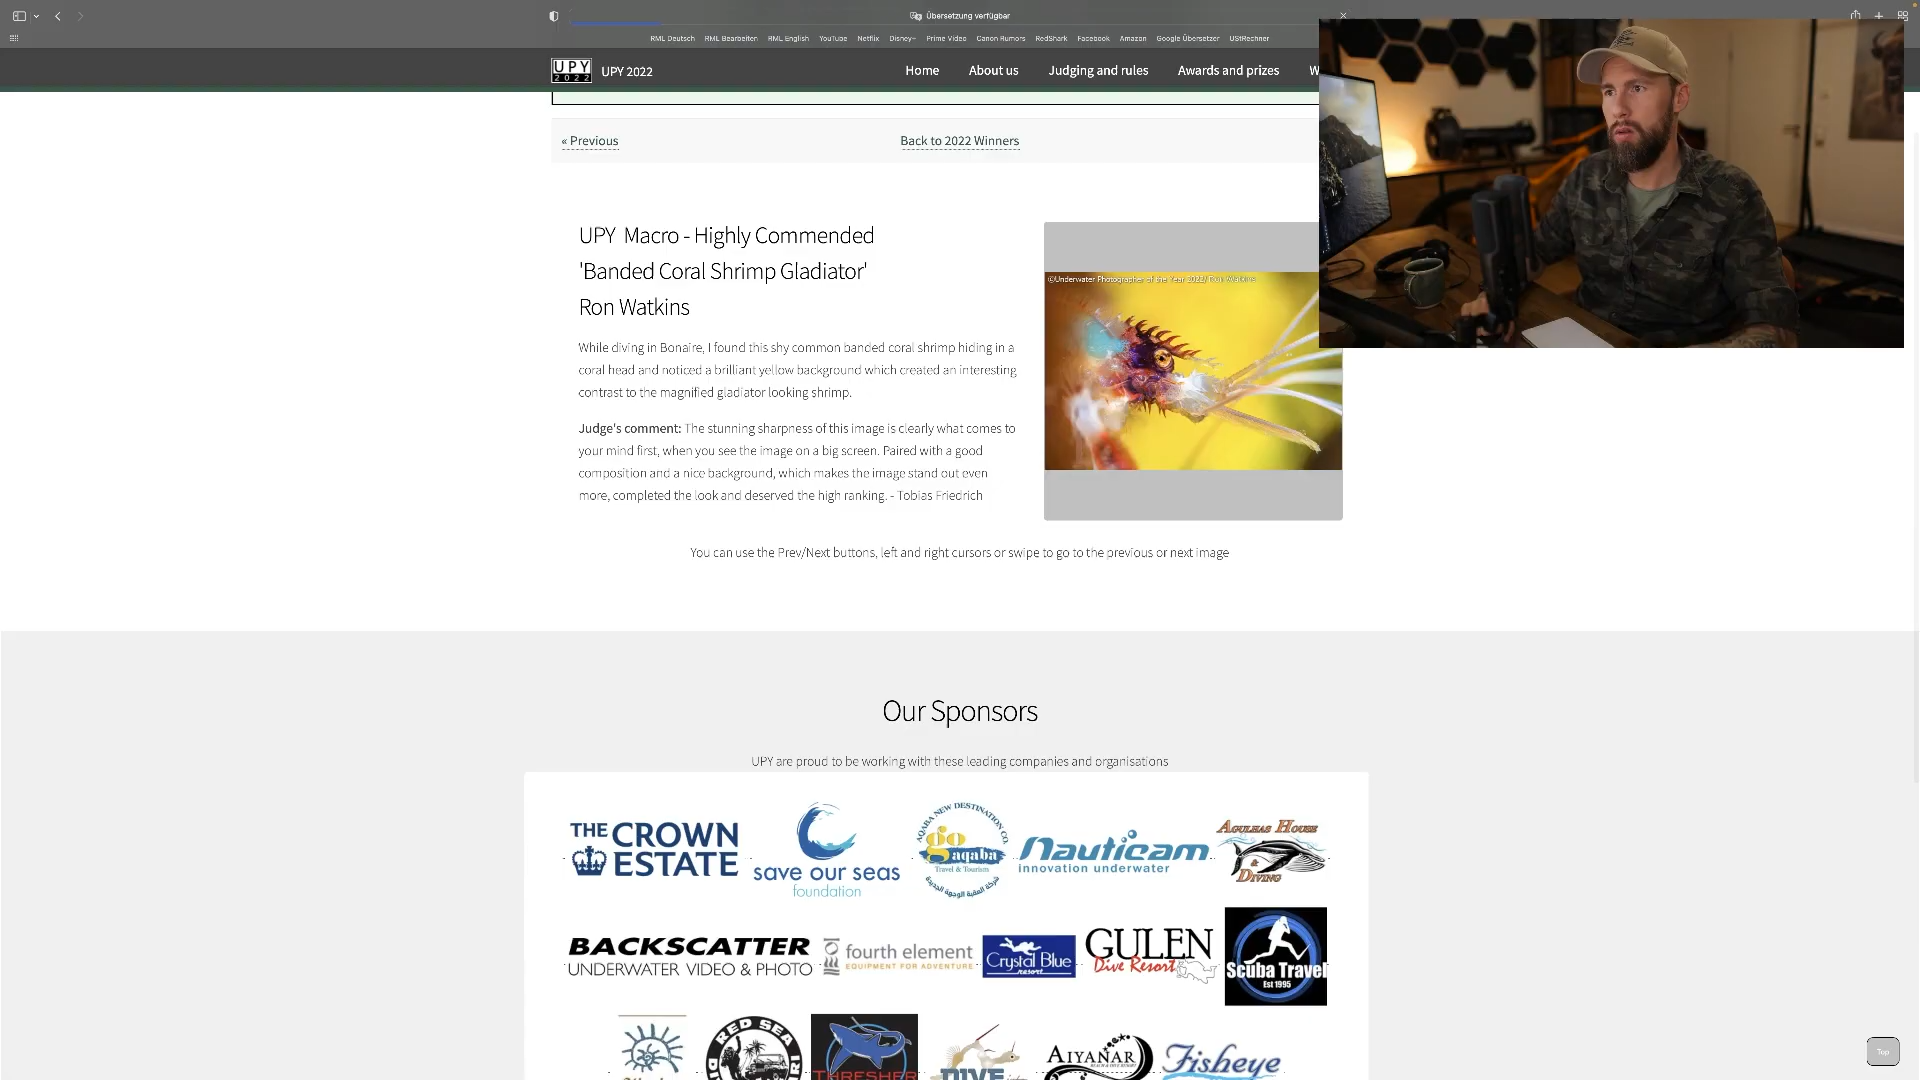 Übersetzung verfügbar
RML Deutsch RML Bearbeiten RML English YouTube Netflix Disney+ Prime Video Canon Rumors RedShark Facebook Amazon Google Übersetzer UStRechner
UPY 2022 UPY 2022 Home About us Judging and rules Awards and prizes W
« Previous Back to 2022 Winners
UPY Macro - Highly Commended
'Banded Coral Shrimp Gladiator'
Ron Watkins
©Underwater Photographer of the Year 2022/ Ron Watkins
While diving in Bonaire, I found this shy common banded coral shrimp hiding in a
coral head and noticed a brilliant yellow background which created an interesting
contrast to the magnified gladiator looking shrimp.
Judge's comment: The stunning sharpness of this image is clearly what comes to
your mind first, when you see the image on a big screen. Paired with a good
composition and a nice background, which makes the image stand out even
more, completed the look and deserved the high ranking. - Tobias Friedrich
You can use the Prev/Next buttons, left and right cursors or swipe to go to the previous or next image
Our Sponsors
UPY are proud to be working with these leading companies and organisations
THE CROWN
ESTATE
save our seas
foundation
AQABA NEW DESTINATION CO.
go
aqaba
Travel & Tourism
شركة العقبة الوجهة الجديدة
Nauticam
innovation underwater
AGULHAS HOUSE
&
DIVING
BACKSCATTER
UNDERWATER VIDEO & PHOTO
fourth element
EQUIPMENT FOR ADVENTURE
Crystal Blue
resort
GULEN
Dive Resort
Scuba Travel
Est 1995
RED SEA
THRESHER
DIVE
AIYANAR
Fisheye
Top